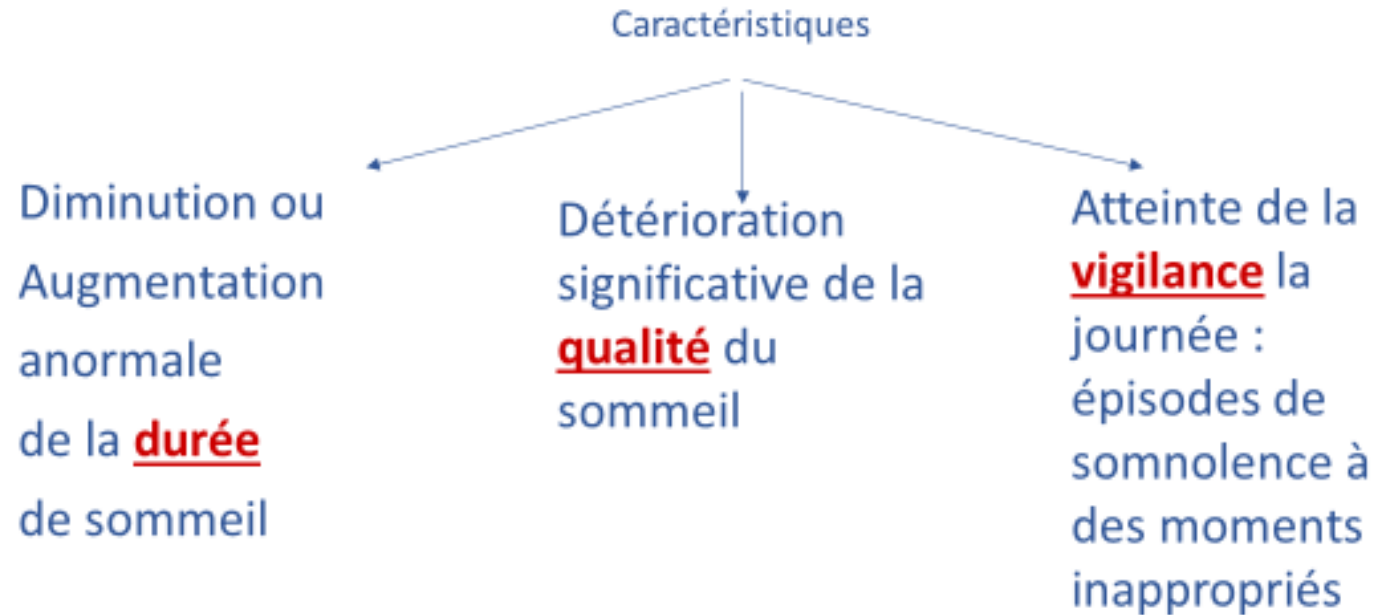 Caractéristiques
Diminution ou
Augmentation
anormale
de la durée
de sommeil
Détérioration
significative de la
qualité du
sommeil
Atteinte de la
vigilance la
journée :
épisodes de
somnolence à
des moments
inappropriés